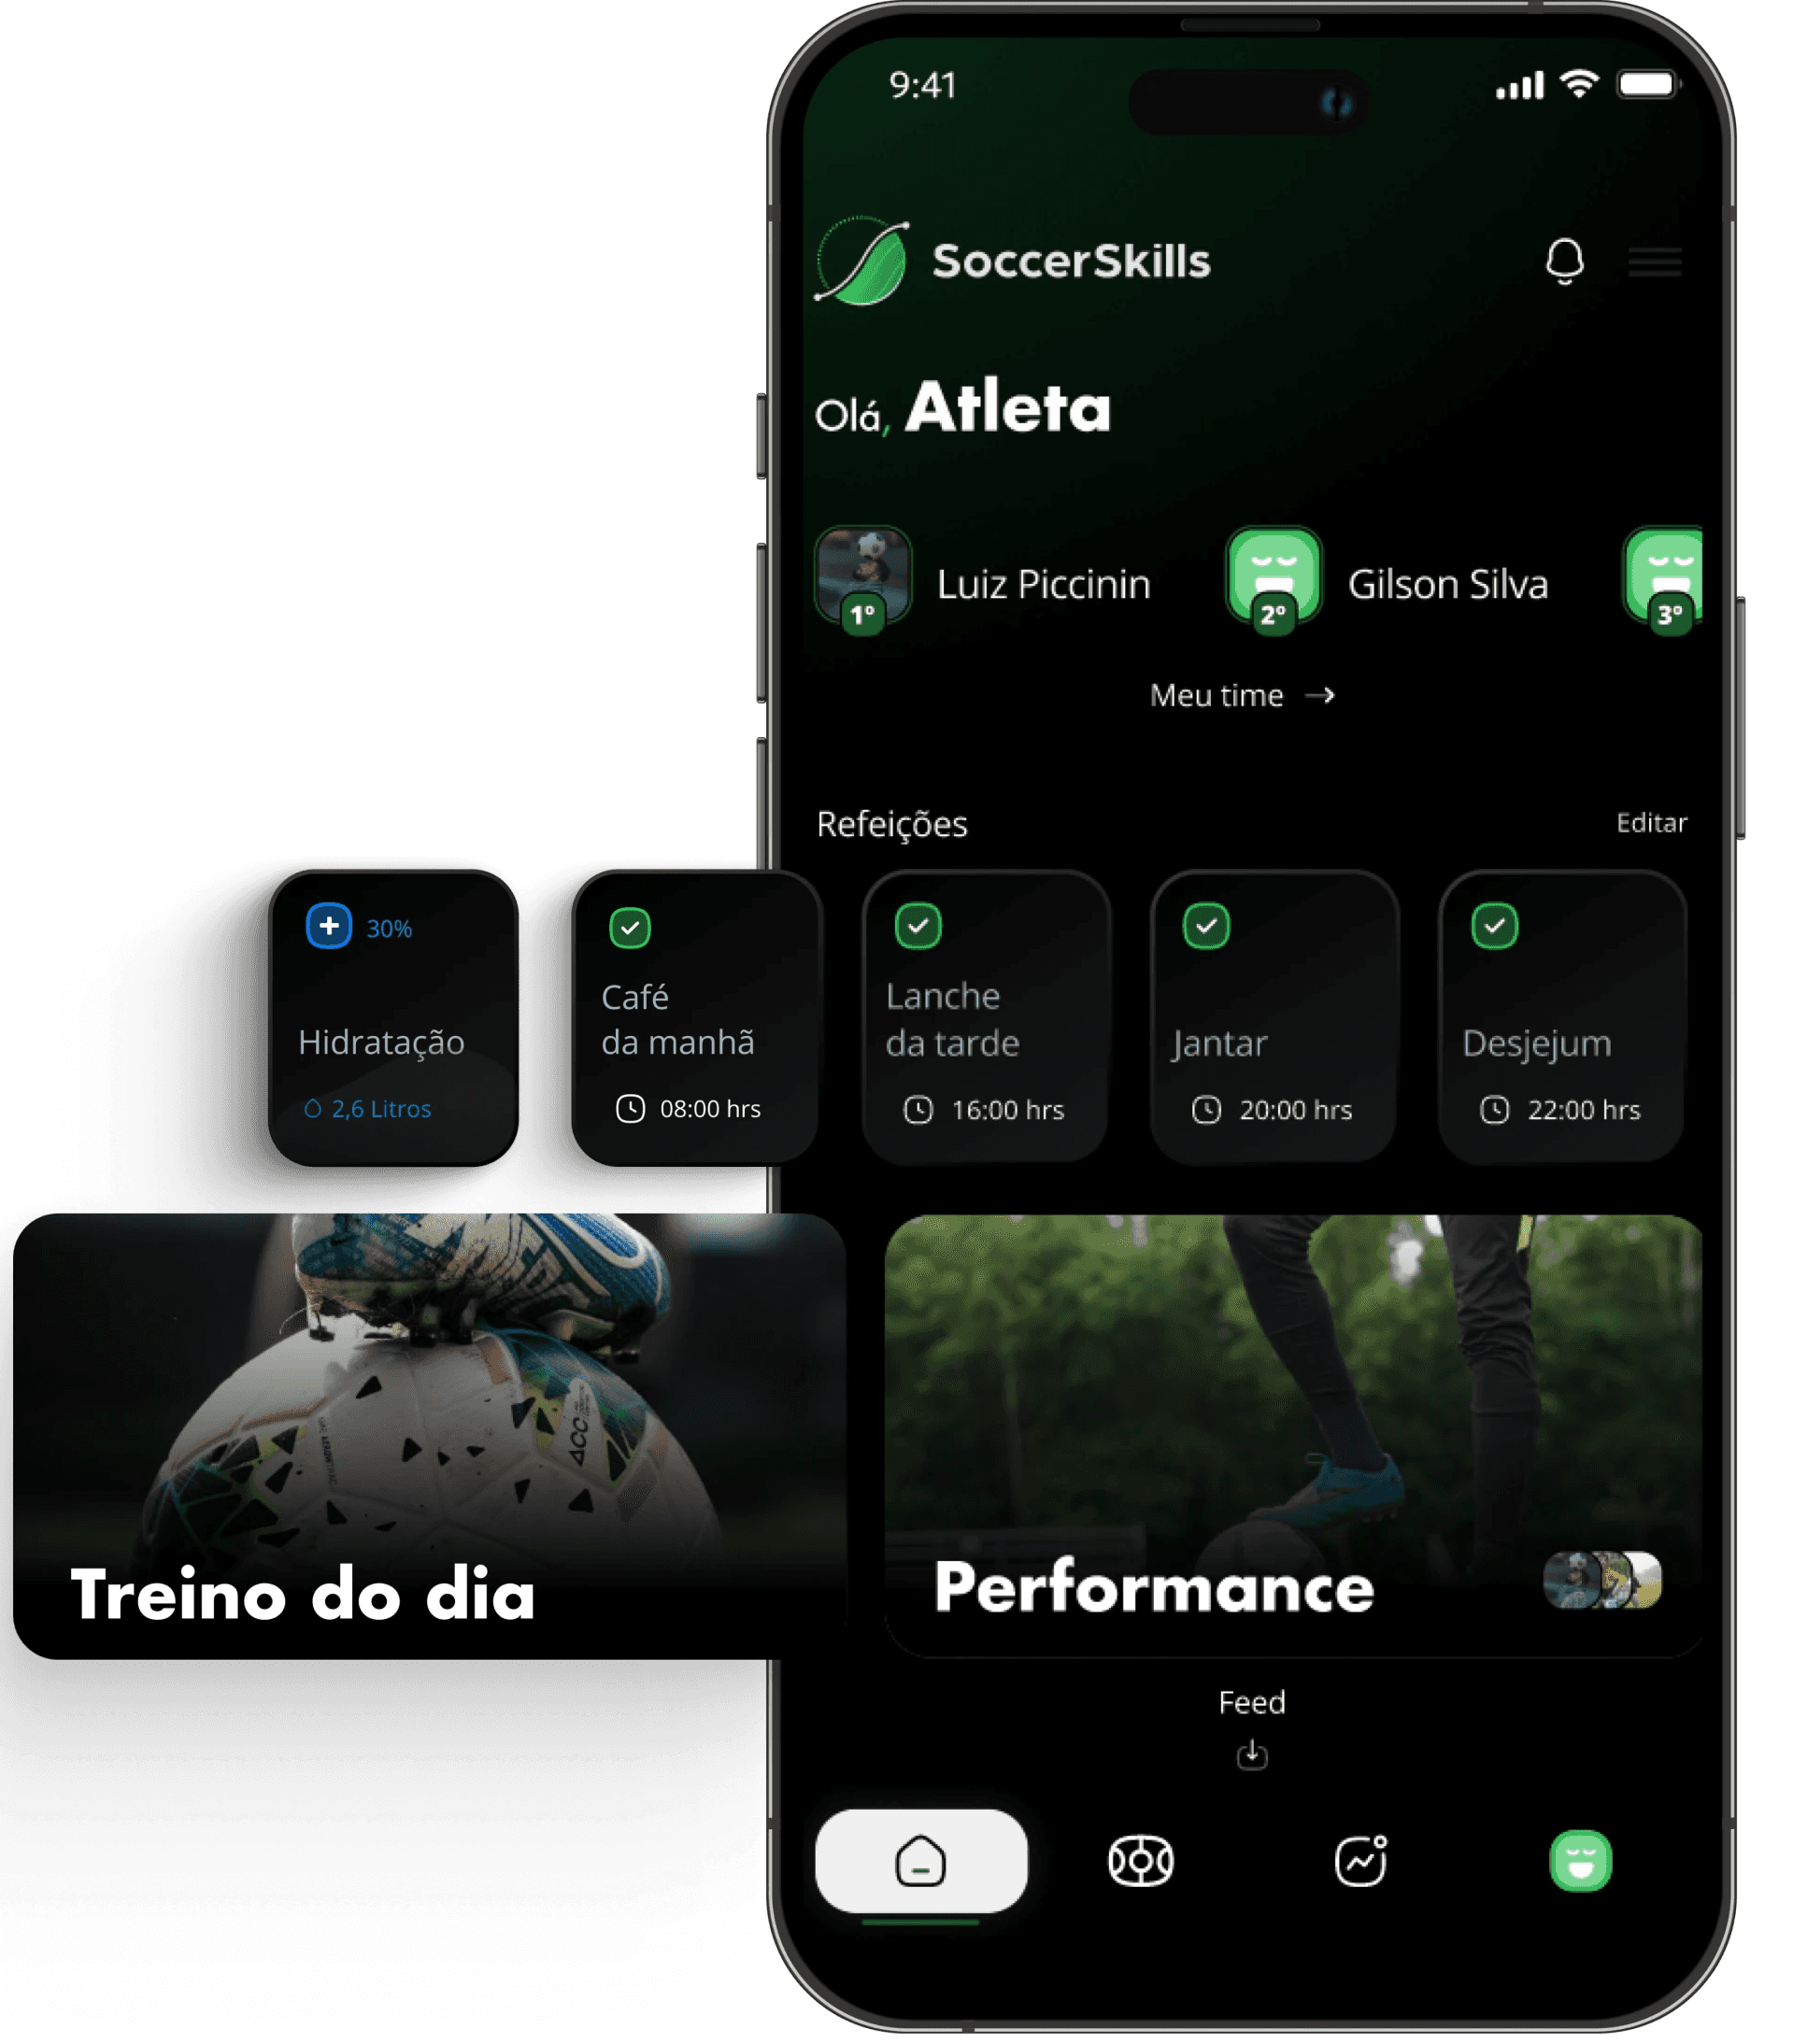 9:41
SoccerSkills
Olá, Atleta
1º
Luiz Piccinin
2º
Gilson Silva
3º
Meu time
Refeições
Editar
30%
Hidratação
2,6 Litros
Café
da manhã
08:00 hrs
Lanche
da tarde
16:00 hrs
Jantar
20:00 hrs
Desjejum
22:00 hrs
Treino do dia
Performance
Feed